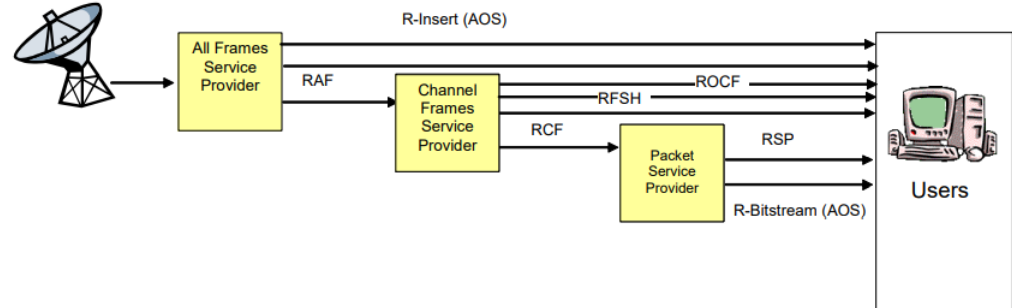 R-Insert (AOS)
All Frames
Service
Provider
RAF
Channel
Frames
Service
Provider
ROCF
RFSH
RCF
Packet
Service
Provider
RSP
R-Bitstream (AOS)
Users